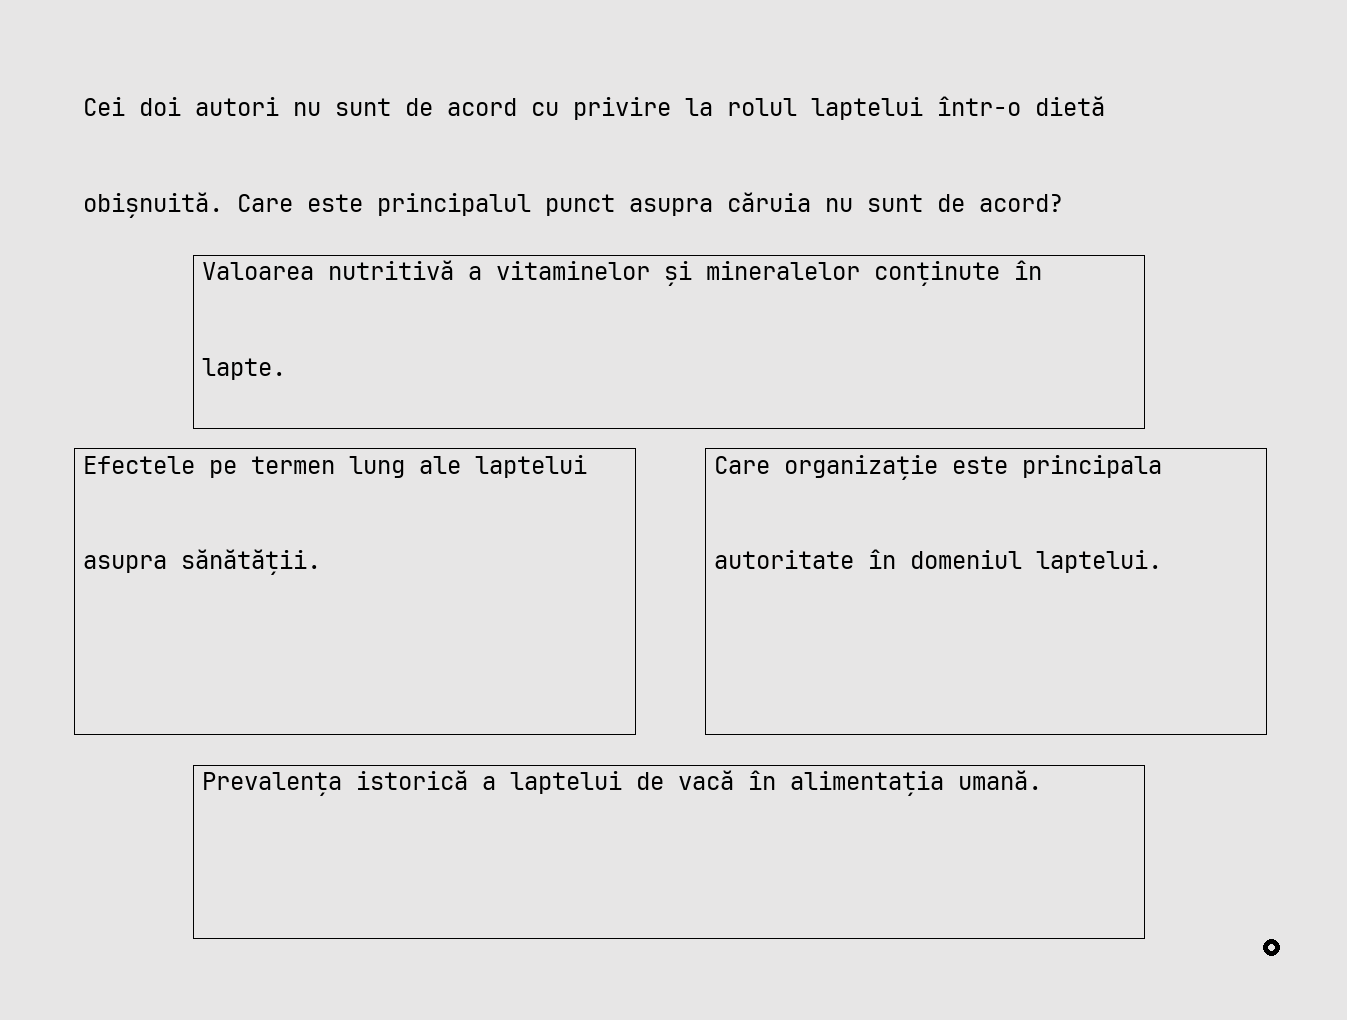 Cei doi autori nu sunt de acord cu privire la rolul laptelui într-o dietă
obișnuită. Care este principalul punct asupra căruia nu sunt de acord?
Valoarea nutritivă a vitaminelor și mineralelor conținute în
lapte.
Efectele pe termen lung ale laptelui
asupra sănătății.
Care organizație este principala
autoritate în domeniul laptelui.
Prevalența istorică a laptelui de vacă în alimentația umană.